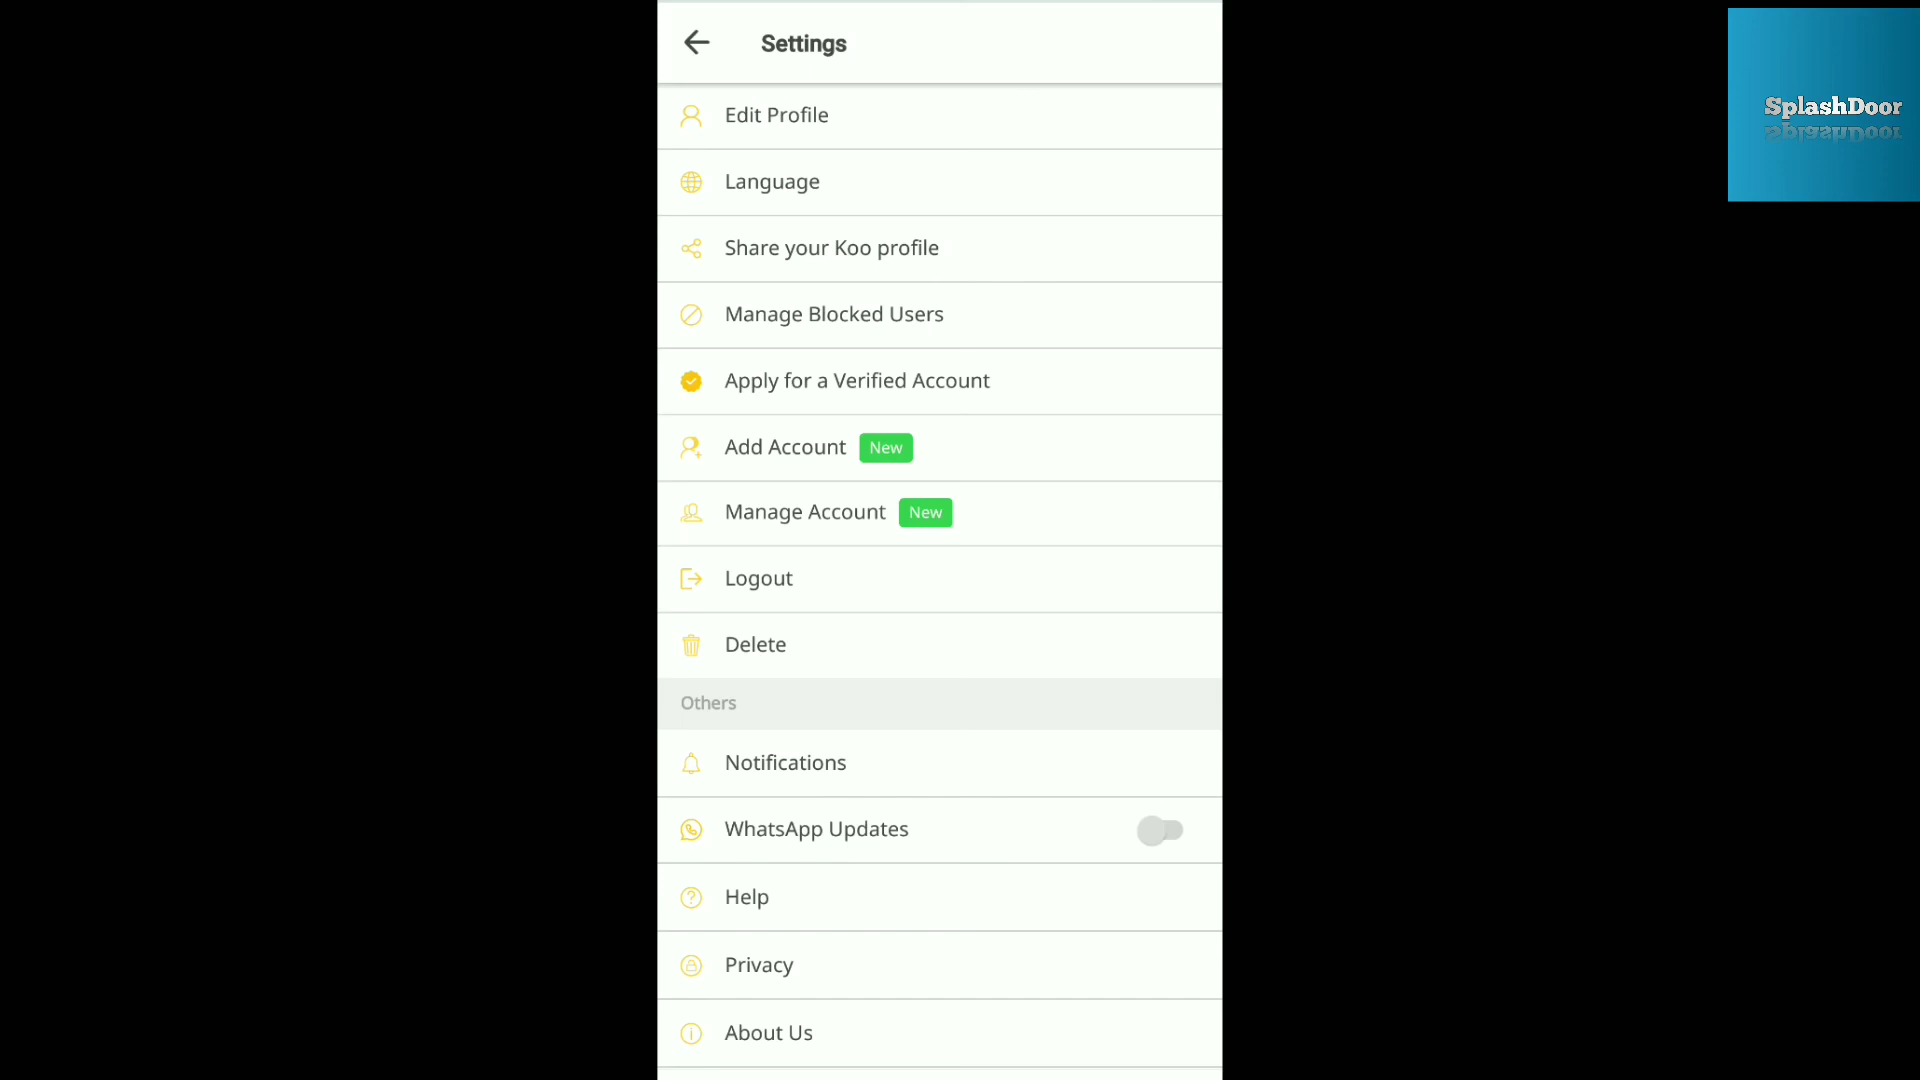 Settings
SplashDoor
Edit Profile
Language
Share your Koo profile
Manage Blocked Users
Apply for a Verified Account
Add Account New
Manage Account New
Logout
Delete
Others
Notifications
WhatsApp Updates
Help
Privacy
About Us